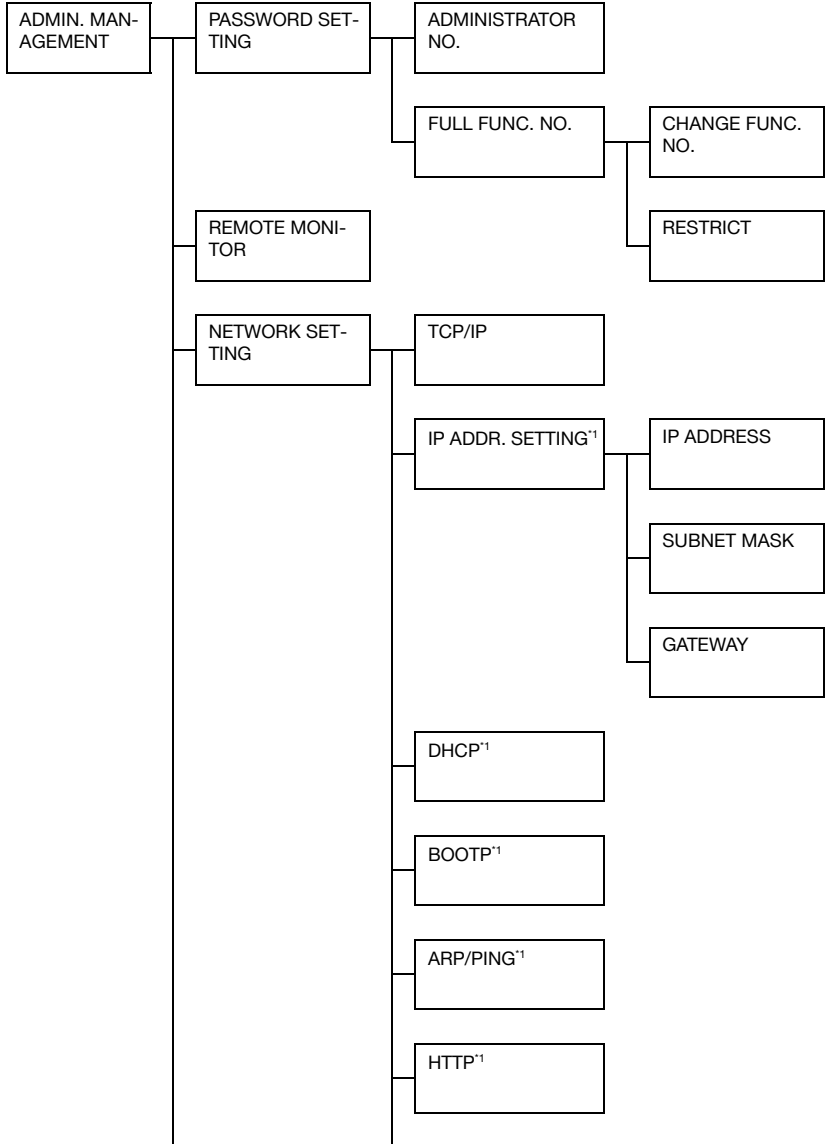 ADMIN. MAN-
AGEMENT
PASSWORD SET-
TING
ADMINISTRATOR
NO.
FULL FUNC. NO.
CHANGE FUNC.
NO.
REMOTE MONI-
TOR
RESTRICT
NETWORK SET-
TING
TCP/IP
IP ADDR. SETTING*1
IP ADDRESS
SUBNET MASK
GATEWAY
DHCP*1
BOOTP*1
ARP/PING*1
HTTP*1